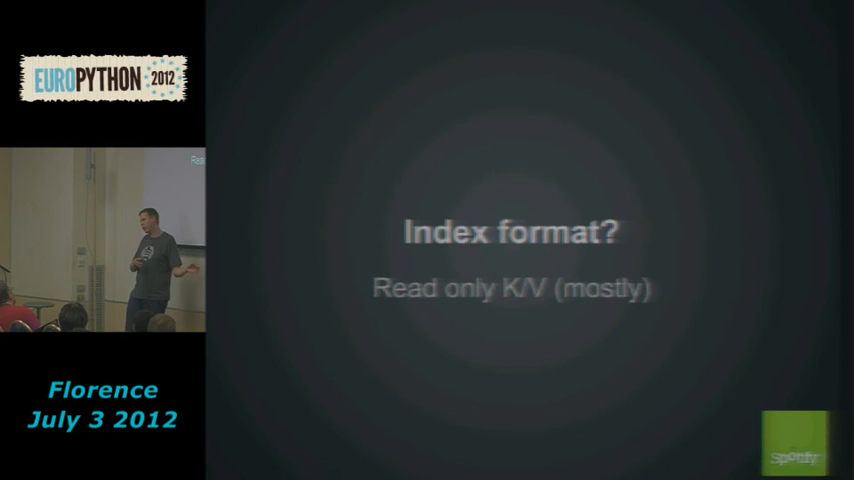 EUROPYTHON 2012
Index format?
Read only K/V (mostly)
Florence
July 3 2012
Spotify